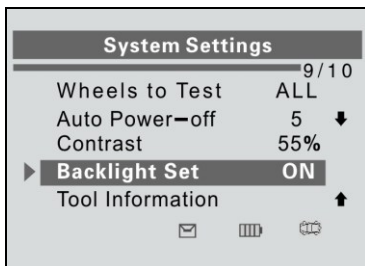 System Settings
9/10
Wheels to Test ALL
Auto Power-off 5
Contrast 55%
Backlight Set ON
Tool Information